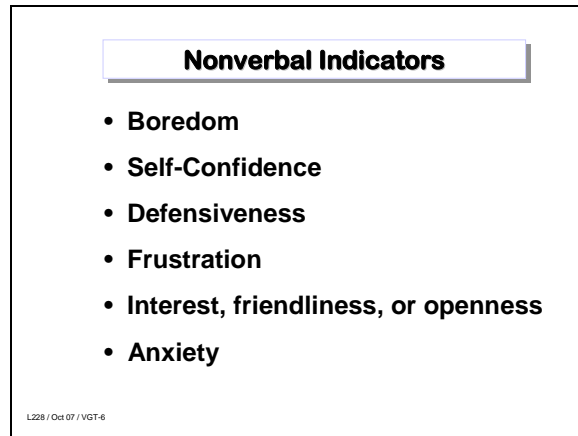 Nonverbal Indicators
• Boredom
• Self-Confidence
• Defensiveness
• Frustration
• Interest, friendliness, or openness
• Anxiety
L228 / Oct 07 / VGT-6